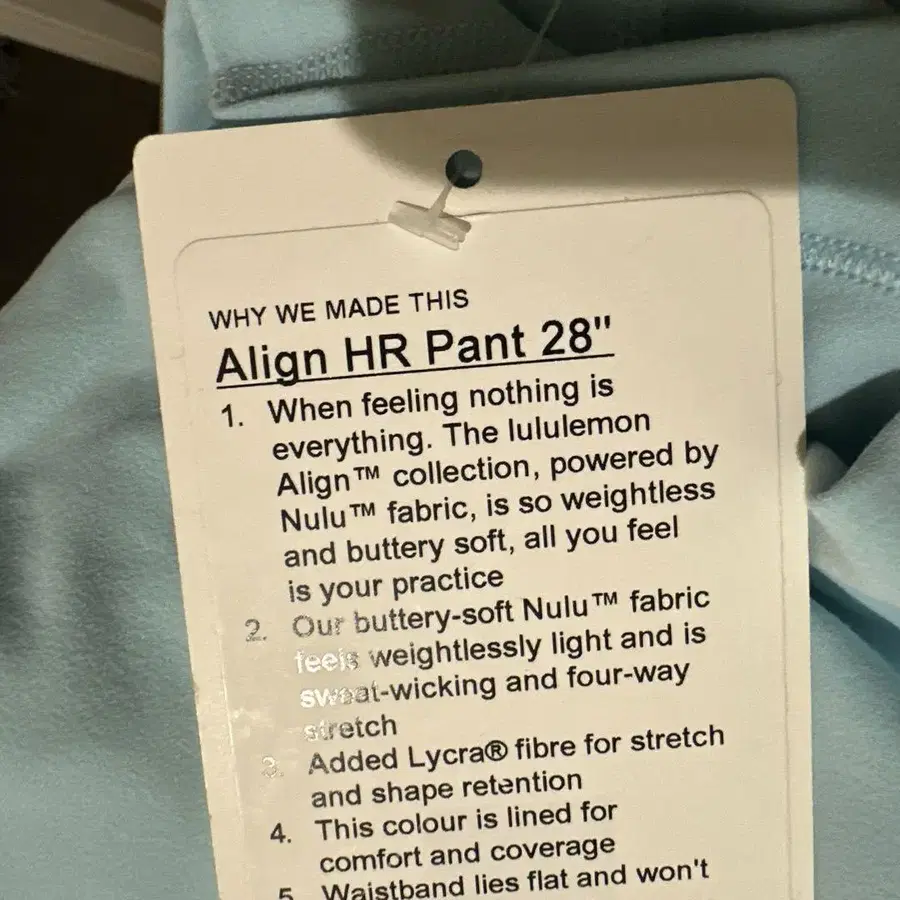 WHY WE MADE THIS
Align HR Pant 28"
1. When feeling nothing is
everything. The lululemon
Align™ collection, powered by
Nulu™ fabric, is so weightless
and buttery soft, all you feel
is your practice
2. Our buttery-soft Nulu™ fabric
feels weightlessly light and is
sweat-wicking and four-way
stretch
3. Added Lycra® fibre for stretch
and shape retention
4. This colour is lined for
comfort and coverage
5. Waistband lies flat and won't